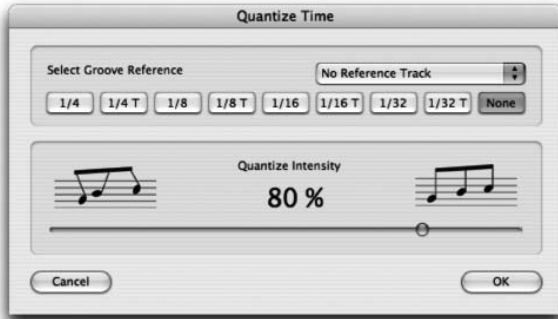 Quantize Time
Select Groove Reference No Reference Track
1/4 1/4 T 1/8 1/8 T 1/16 1/16 T 1/32 1/32 T None
Quantize Intensity
80 %
Cancel OK